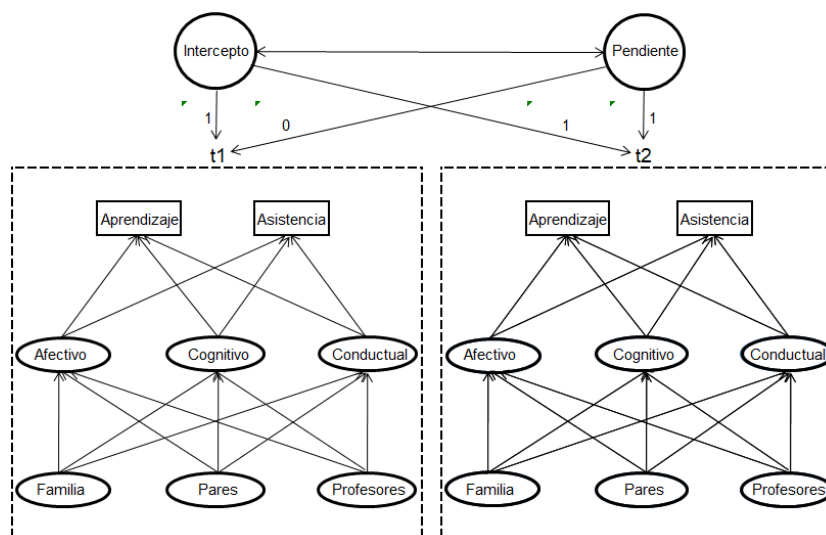 Intercepto
Pendiente
1
0
1
1
t1
t2
Aprendizaje
Asistencia
Aprendizaje
Asistencia
Afectivo
Cognitivo
Conductual
Afectivo
Cognitivo
Conductual
Familia
Pares
Profesores
Familia
Pares
Profesores